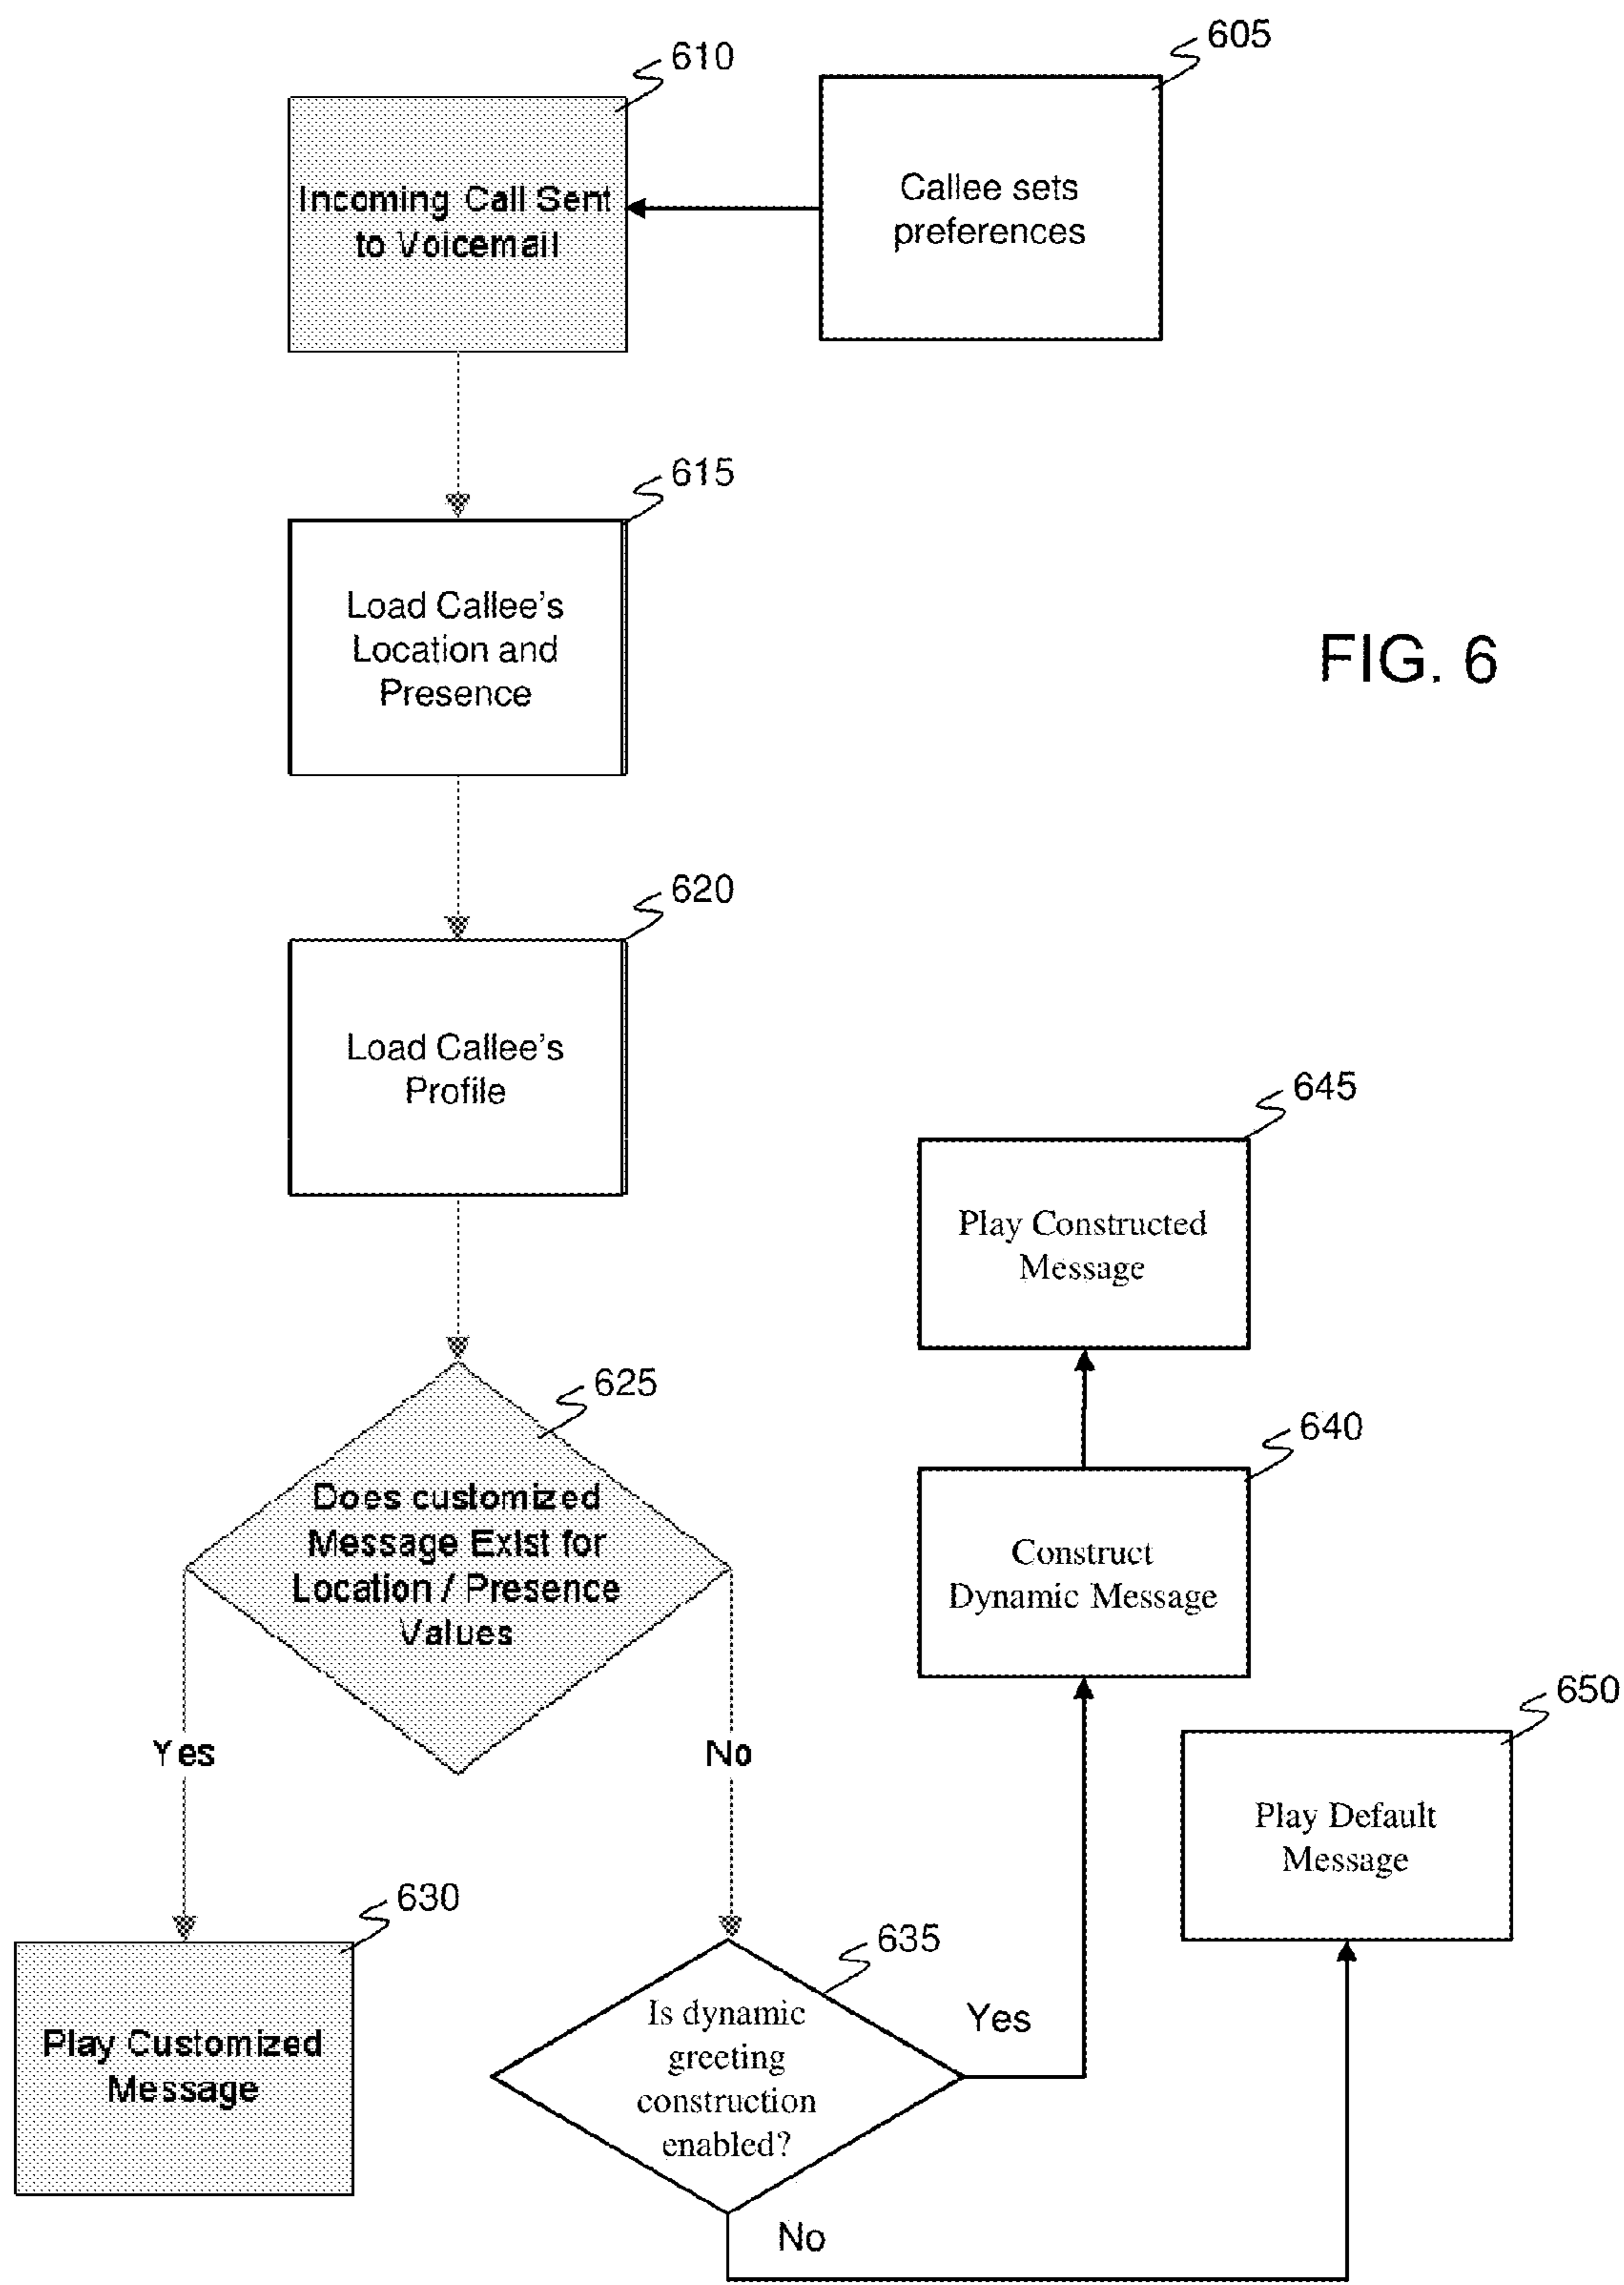 605
610
Callee sets
preferences
Incoming Call Sent
to Voicemail
615
Load Callee's
Location and
Presence
FIG. 6
620
Load Callee's
Profile
645
Play Constructed
Message
625
640
Does customized
Message Exist for
Location / Presence
Values
Construct
Dynamic Message
650
Yes
No
Play Default
Message
630
635
Play Customized
Message
Is dynamic
greeting
construction
enabled?
Yes
No